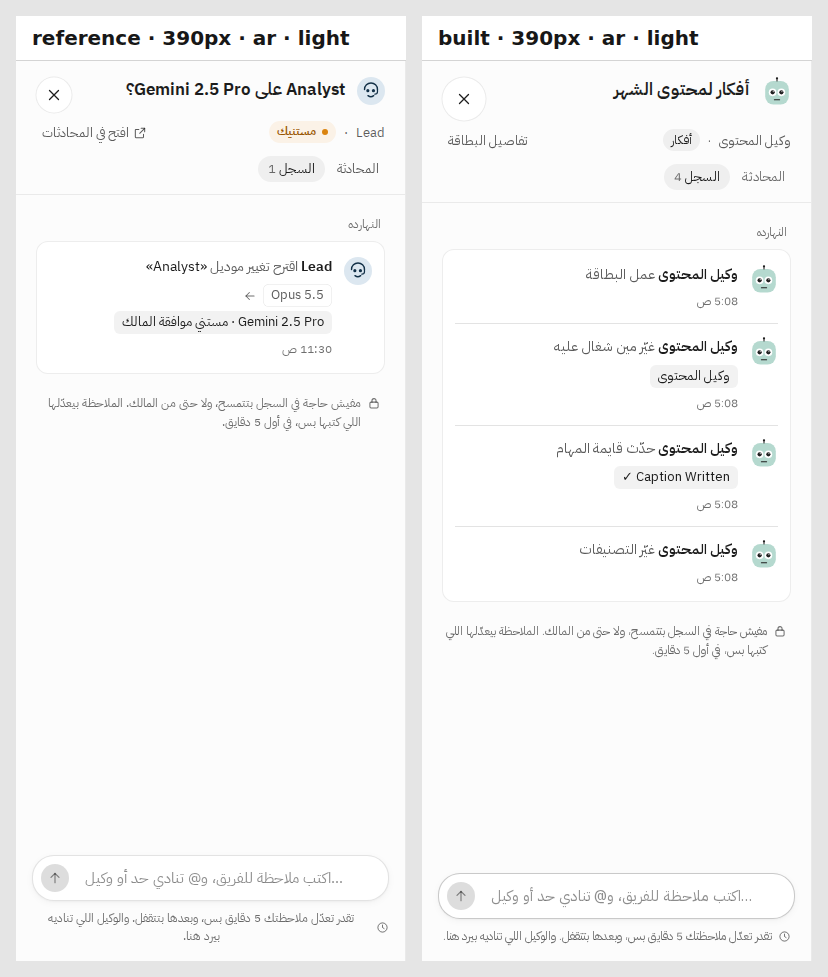 reference · 390px · ar · light
Analyst على Gemini 2.5 Pro؟
Lead · مستنيك
افتح في المحادثات
المحادثة
السجل 1
النهارده
Lead اقترح تغيير موديل «Analyst»
Opus 5.5 ←
Gemini 2.5 Pro · مستني موافقة المالك
11:30 ص
مفيش حاجة في السجل بتتمسح، ولا حتى من المالك. الملاحظة بيعدّلها
اللي كتبها بس، في أول 5 دقايق.
اكتب ملاحظة للفريق، و@ تنادي حد أو وكيل...
تقدر تعدّل ملاحظتك 5 دقايق بس، وبعدها بتتقفل. والوكيل اللي تناديه
بيرد هنا.
built · 390px · ar · light
أفكار لمحتوى الشهر
وكيل المحتوى · أفكار
تفاصيل البطاقة
المحادثة
السجل 4
النهارده
وكيل المحتوى عمل البطاقة
5:08 ص
وكيل المحتوى غيّر مين شغال عليه
وكيل المحتوى
5:08 ص
وكيل المحتوى حدّث قايمة المهام
Caption Written ✓
5:08 ص
وكيل المحتوى غيّر التصنيفات
5:08 ص
مفيش حاجة في السجل بتتمسح، ولا حتى من المالك. الملاحظة بيعدّلها اللي
كتبها بس، في أول 5 دقايق.
اكتب ملاحظة للفريق، و@ تنادي حد أو وكيل...
تقدر تعدّل ملاحظتك 5 دقايق بس، وبعدها بتتقفل. والوكيل اللي تناديه بيرد هنا.